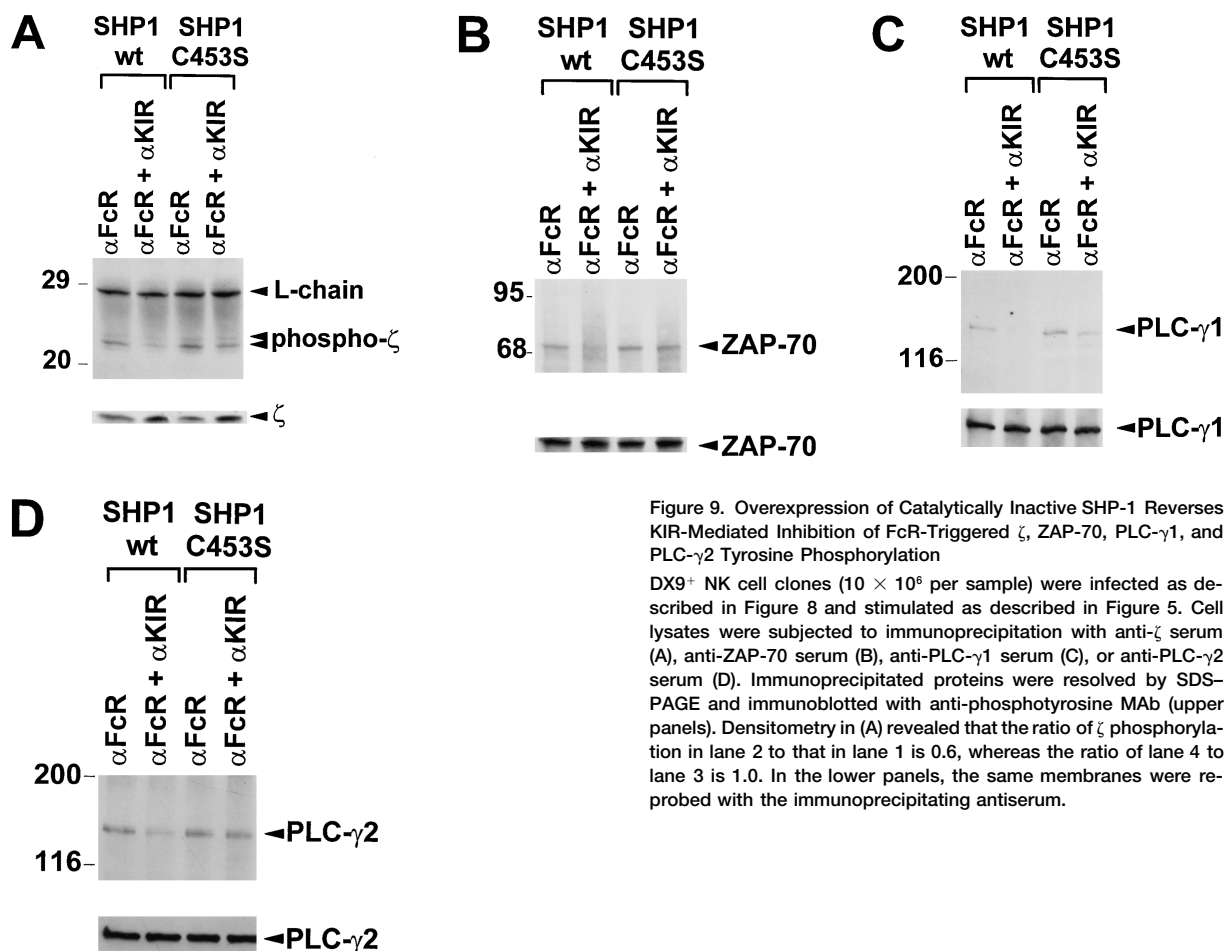 A
SHP1 wt
SHP1 C453S
αFcR
αFcR + αKIR
αFcR
αFcR + αKIR
29
L-chain
phospho-ζ
20
ζ
B
SHP1 wt
SHP1 C453S
αFcR
αFcR + αKIR
αFcR
αFcR + αKIR
95
68
ZAP-70
ZAP-70
C
SHP1 wt
SHP1 C453S
αFcR
αFcR + αKIR
αFcR
αFcR + αKIR
200
PLC-γ1
116
PLC-γ1
D
SHP1 wt
SHP1 C453S
αFcR
αFcR + αKIR
αFcR
αFcR + αKIR
200
PLC-γ2
116
PLC-γ2
Figure 9. Overexpression of Catalytically Inactive SHP-1 Reverses
KIR-Mediated Inhibition of FcR-Triggered ζ, ZAP-70, PLC-γ1, and
PLC-γ2 Tyrosine Phosphorylation
DX9⁺ NK cell clones (10 × 10⁶ per sample) were infected as de-
scribed in Figure 8 and stimulated as described in Figure 5. Cell
lysates were subjected to immunoprecipitation with anti-ζ serum
(A), anti-ZAP-70 serum (B), anti-PLC-γ1 serum (C), or anti-PLC-γ2
serum (D). Immunoprecipitated proteins were resolved by SDS–
PAGE and immunoblotted with anti-phosphotyrosine MAb (upper
panels). Densitometry in (A) revealed that the ratio of ζ phosphoryla-
tion in lane 2 to that in lane 1 is 0.6, whereas the ratio of lane 4 to
lane 3 is 1.0. In the lower panels, the same membranes were re-
probed with the immunoprecipitating antiserum.